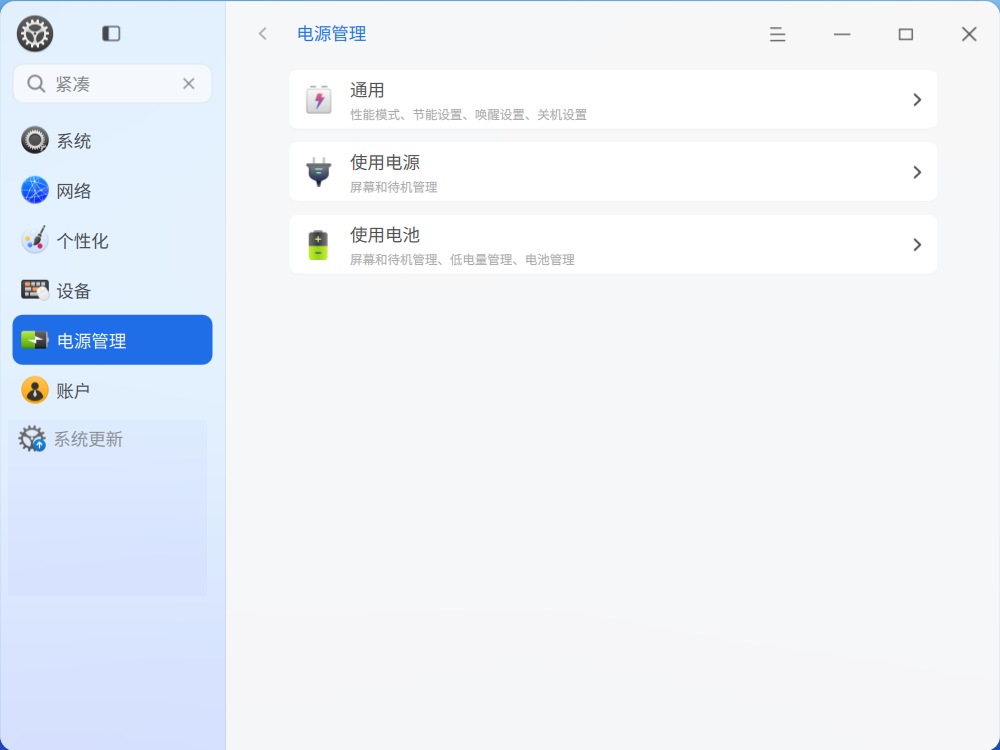 电源管理
紧凑
系统
网络
个性化
设备
电源管理
账户
系统更新
通用
性能模式、节能设置、唤醒设置、关机设置
使用电源
屏幕和待机管理
使用电池
屏幕和待机管理、低电量管理、电池管理